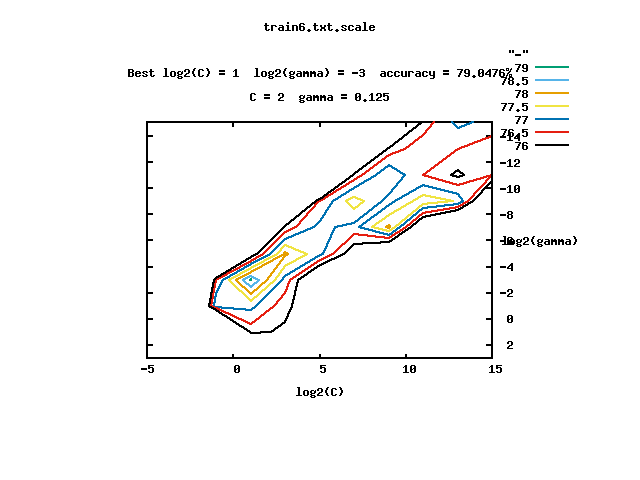 train6.txt.scale
"-"
Best log2(C) = 1  log2(gamma) = -3  accuracy = 79.0476%
C = 2  gamma = 0.125
79
78.5
78
77.5
77
76.5
76
-14
-12
-10
-8
-6
-4
-2
0
2
log2(gamma)
-5 0 5 10 15
log2(C)